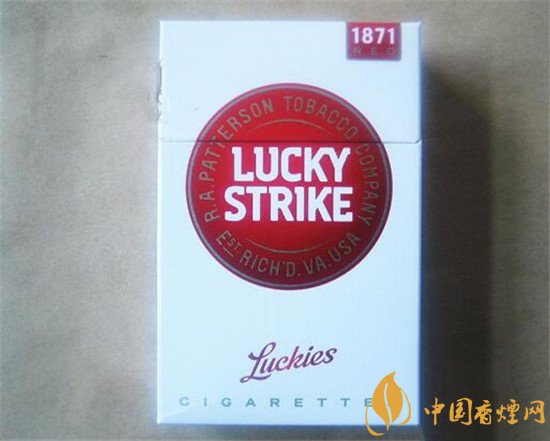 1871
RED
R.A. PATTERSON TOBACCO COMPANY
LUCKY
STRIKE
EST. RICH'D. VA. USA
Luckies
CIGARETTE
中国香烟网